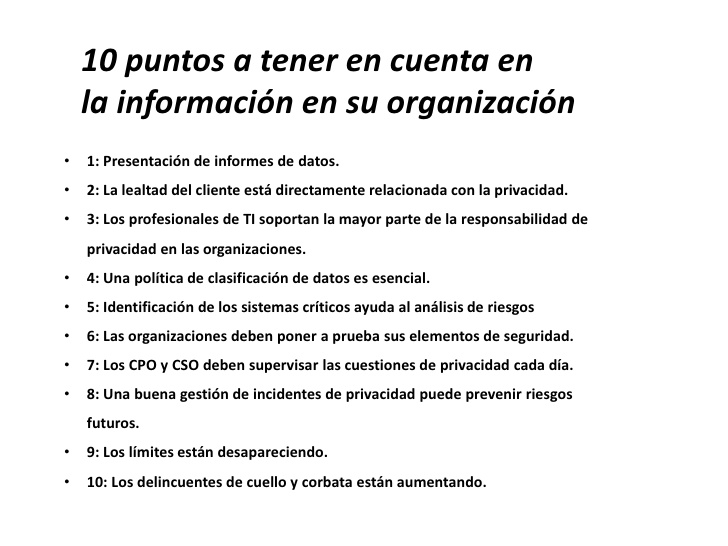 10 puntos a tener en cuenta en
la información en su organización
• 1: Presentación de informes de datos.
• 2: La lealtad del cliente está directamente relacionada con la privacidad.
• 3: Los profesionales de TI soportan la mayor parte de la responsabilidad de
privacidad en las organizaciones.
• 4: Una política de clasificación de datos es esencial.
• 5: Identificación de los sistemas críticos ayuda al análisis de riesgos
• 6: Las organizaciones deben poner a prueba sus elementos de seguridad.
• 7: Los CPO y CSO deben supervisar las cuestiones de privacidad cada día.
• 8: Una buena gestión de incidentes de privacidad puede prevenir riesgos
futuros.
• 9: Los límites están desapareciendo.
• 10: Los delincuentes de cuello y corbata están aumentando.